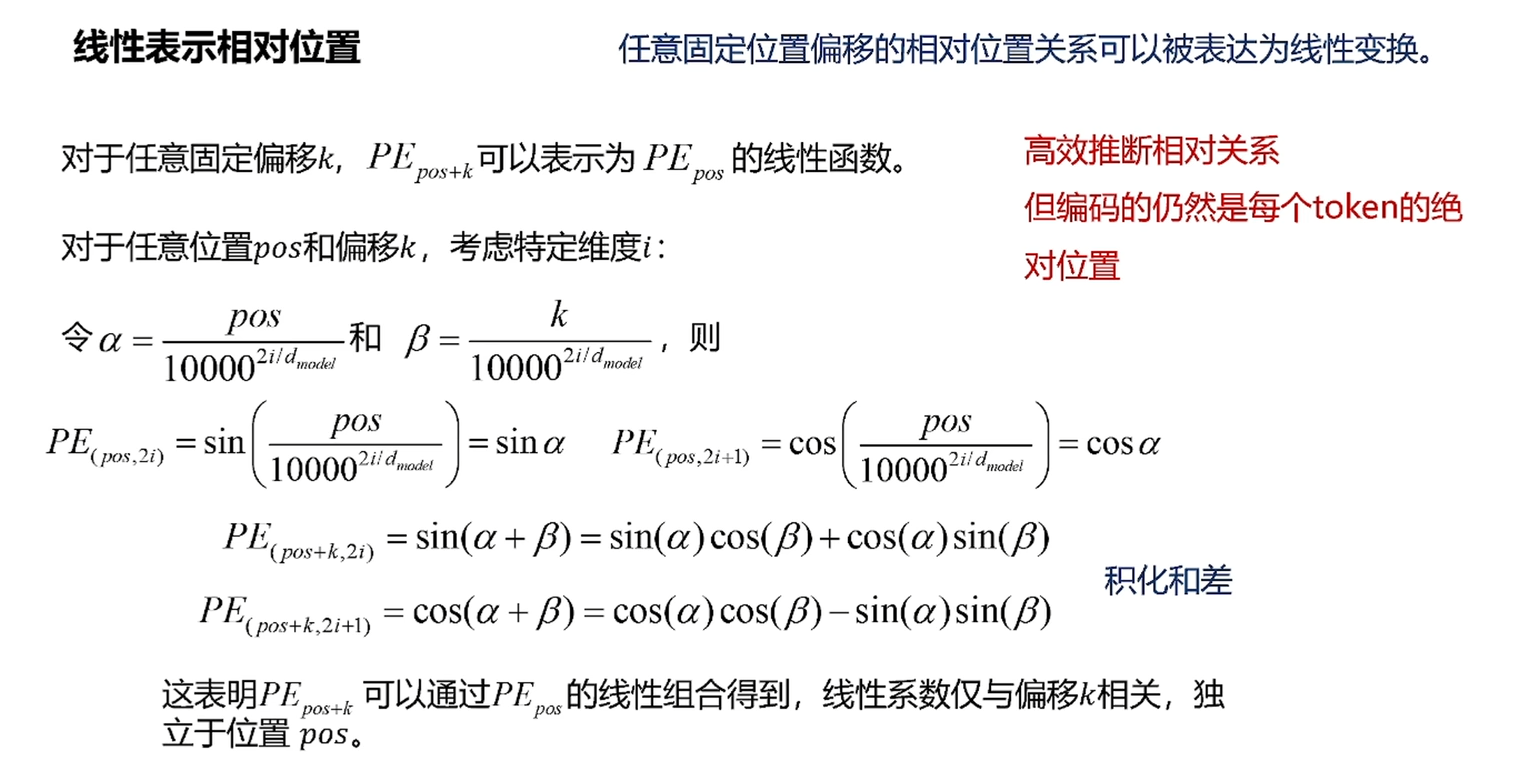 线性表示相对位置
任意固定位置偏移的相对位置关系可以被表达为线性变换。
对于任意固定偏移k，PE_{pos+k}可以表示为 PE_{pos} 的线性函数。
高效推断相对关系
但编码的仍然是每个token的绝
对位置
对于任意位置pos和偏移k，考虑特定维度i：
令 α = \frac{pos}{10000^{2i/d_{model}}} 和 β = \frac{k}{10000^{2i/d_{model}}}，则
PE_{(pos,2i)} = sin(\frac{pos}{10000^{2i/d_{model}}}) = sin α  PE_{(pos,2i+1)} = cos(\frac{pos}{10000^{2i/d_{model}}}) = cos α
PE_{(pos+k,2i)} = sin(α + β) = sin(α)cos(β) + cos(α)sin(β)
积化和差
PE_{(pos+k,2i+1)} = cos(α + β) = cos(α)cos(β) − sin(α)sin(β)
这表明PE_{pos+k} 可以通过PE_{pos}的线性组合得到，线性系数仅与偏移k相关，独
立于位置 pos。